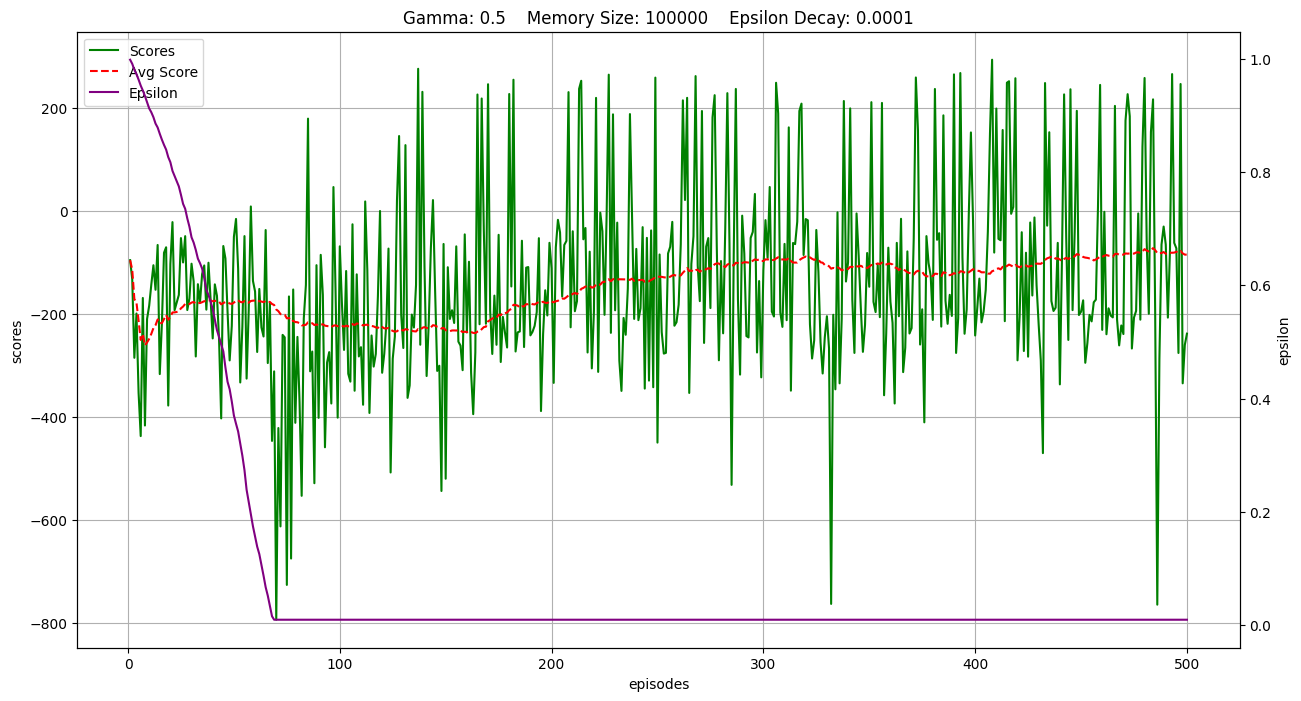 Gamma: 0.5    Memory Size: 100000    Epsilon Decay: 0.0001
Scores
Avg Score
Epsilon
scores
200
0
−200
−400
−600
−800
1.0
0.8
0.6
0.4
0.2
0.0
epsilon
0 100 200 300 400 500
episodes